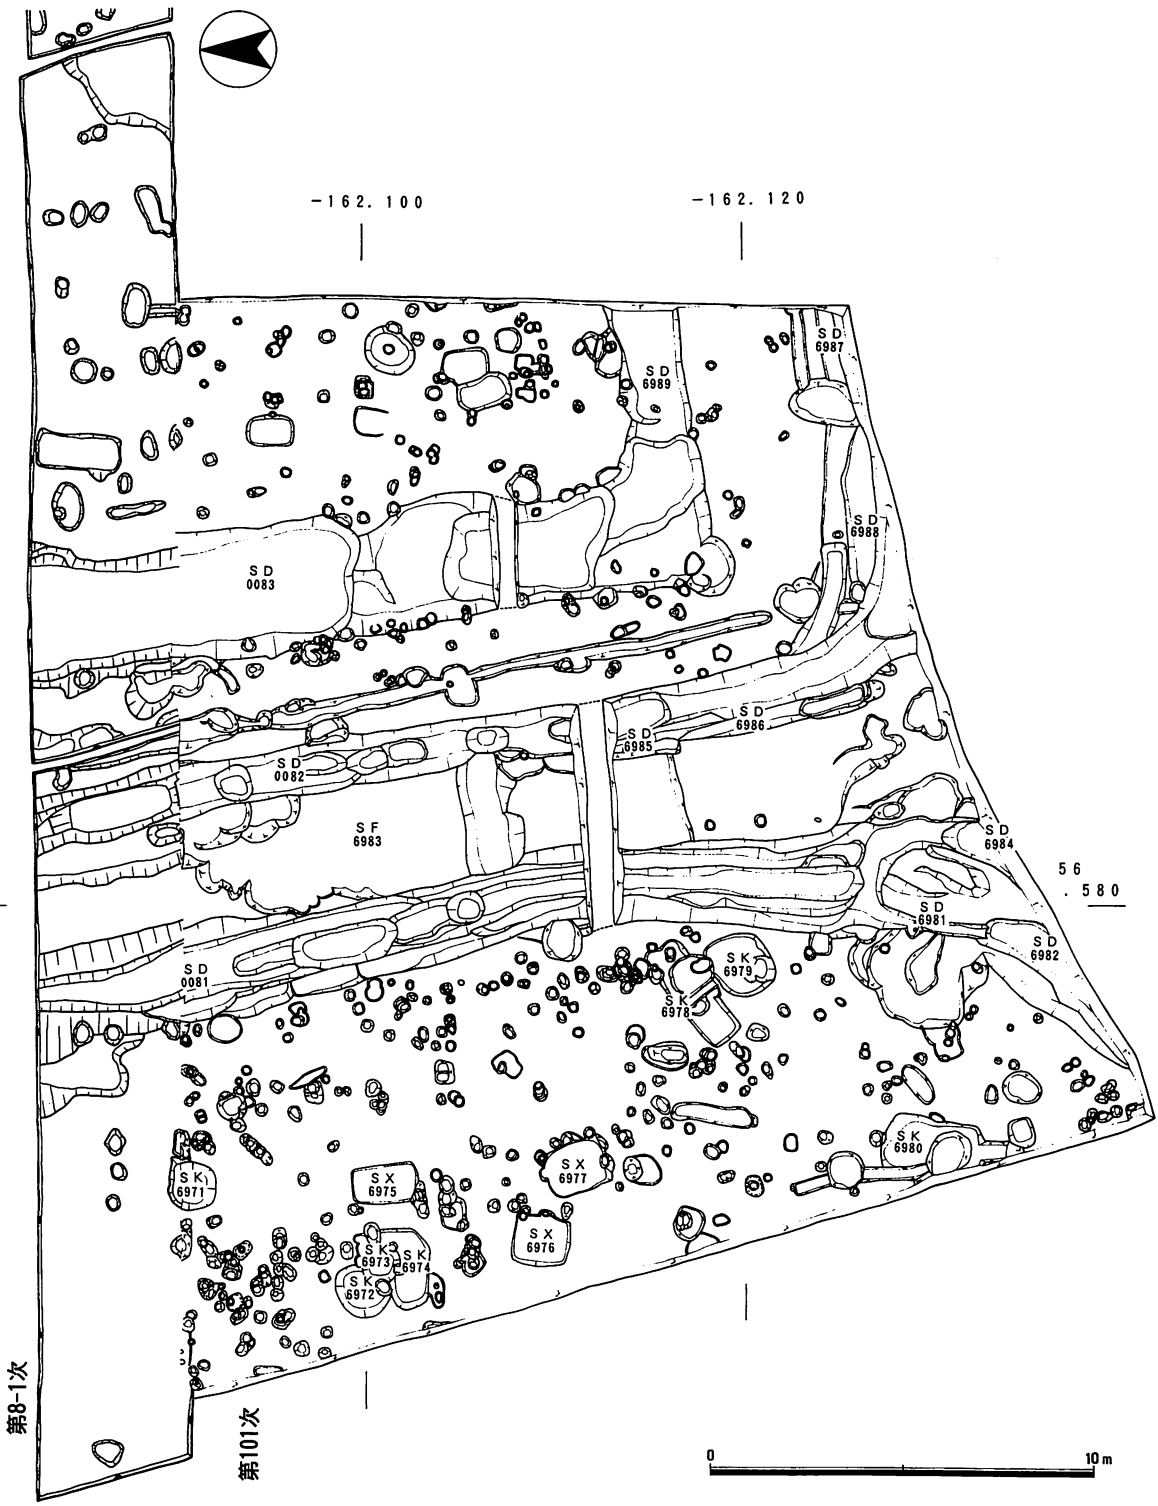 -162.100
-162.120
SD
6987
SD
6989
SD
6988
SD
0083
SD
6986
SD
6985
SD
0082
SF
6983
SD
6984
56
.580
SD
6981
SD
6982
SK
6979
SD
0081
SK
6978
SK
6980
SX
6977
SK
6971
SX
6975
SX
6976
SK
6973
SK
6974
SK
6972
第8-1次
第101次
0
10m